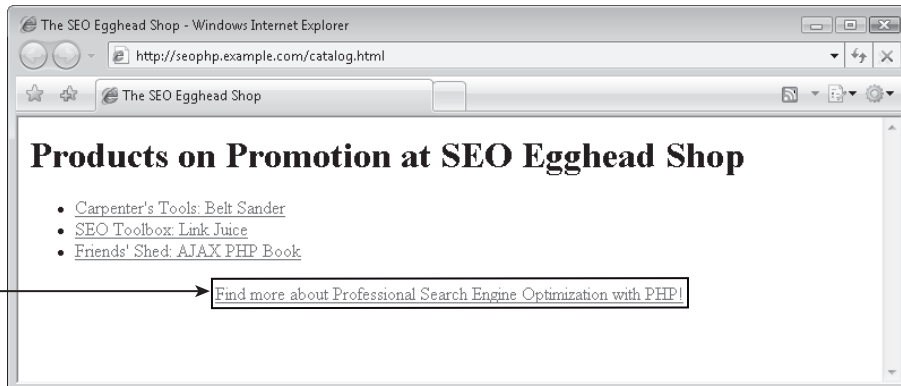 The SEO Egghead Shop - Windows Internet Explorer
http://seophp.example.com/catalog.html
The SEO Egghead Shop
Products on Promotion at SEO Egghead Shop
• Carpenter's Tools: Belt Sander
• SEO Toolbox: Link Juice
• Friends' Shed: AJAX PHP Book
Find more about Professional Search Engine Optimization with PHP!